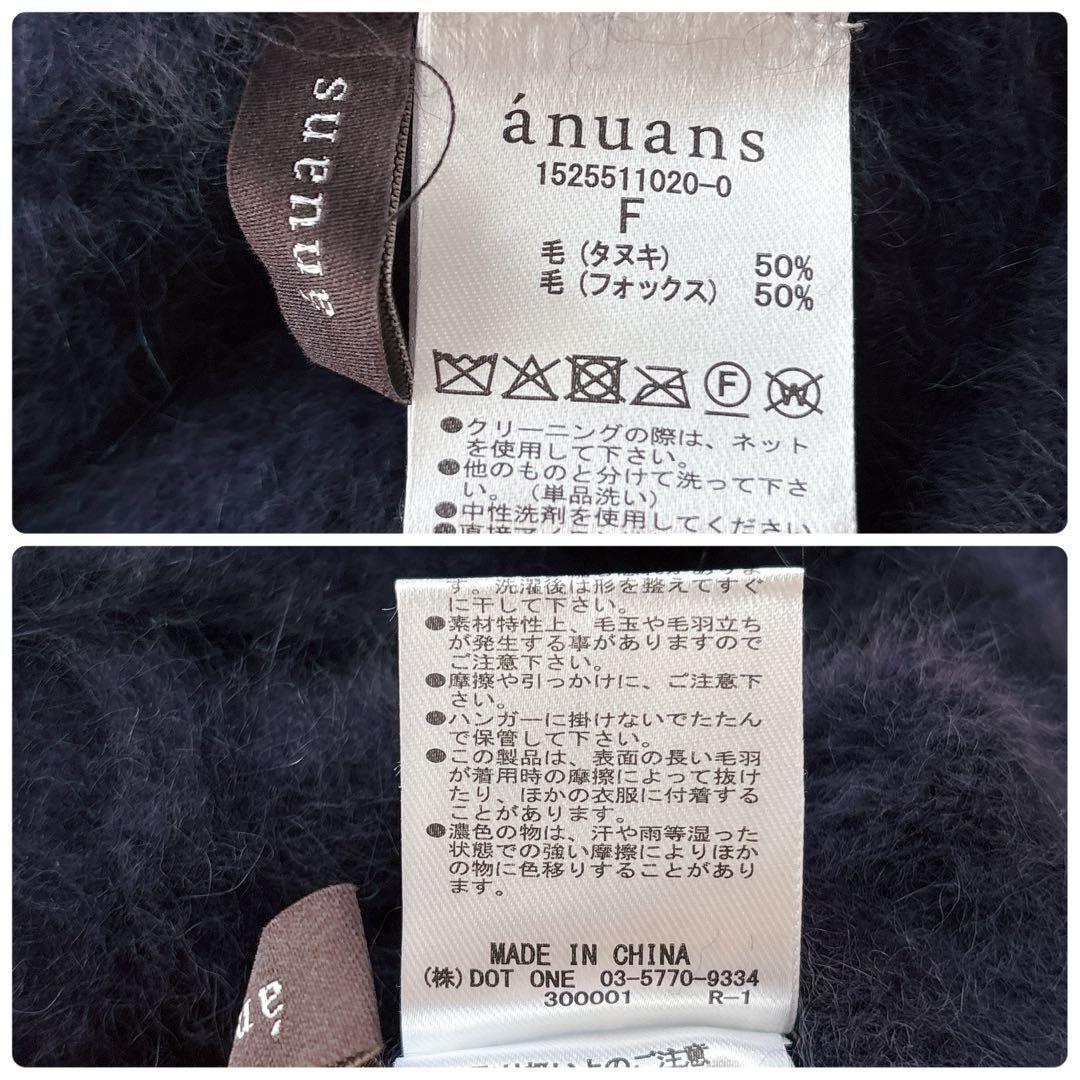 ánuans
ánuans
1525511020-0
F
毛(タヌキ) 50%
毛(フォックス) 50%
F
W
●クリーニングの際は、ネット
を使用して下さい。
●他のものと分けて洗って下さ
い。(単品洗い)
●中性洗剤を使用してください
す。洗濯後は形を整えてすぐ
に干して下さい。
●素材特性上、毛玉や毛羽立ち
が発生する事がありますので
ご注意下さい。
●摩擦や引っかけに、ご注意下
さい。
●ハンガーに掛けないでたたん
で保管して下さい。
●この製品は、表面の長い毛羽
が着用時の摩擦によって抜け
たり、ほかの衣服に付着する
ことがあります。
●濃色の物は、汗や雨等湿った
状態での強い摩擦によりほか
の物に色移りすることがあり
ます。
MADE IN CHINA
(株)DOT ONE 03-5770-9334
300001 R-1
án
上のご注意